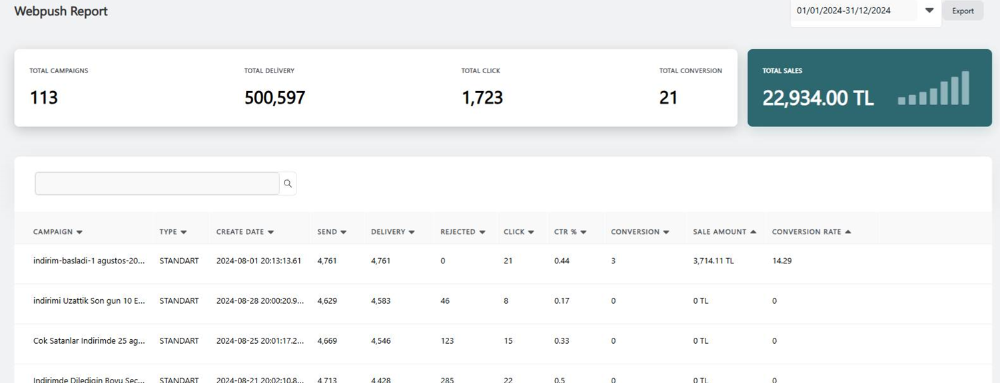 Webpush Report
01/01/2024-31/12/2024
Export
TOTAL CAMPAIGNS TOTAL DELİVERY TOTAL CLICK TOTAL CONVERSION TOTAL SALES
113 500,597 1,723 21 22,934.00 TL
CAMPAIGN TYPE CREATE DATE SEND DELIVERY REJECTED CLICK CTR % CONVERSION SALE AMOUNT CONVERSION RATE
indirim-basladi-1 agustos-20... STANDART 2024-08-01 20:13:13.61 4,761 4,761 0 21 0.44 3 3,714.11 TL 14.29
indirimi Uzattik Son gun 10 E... STANDART 2024-08-28 20:00:20.9... 4,629 4,583 46 8 0.17 0 0 TL 0
Cok Satanlar Indirimde 25 ag... STANDART 2024-08-25 20:01:17.2... 4,669 4,546 123 15 0.33 0 0 TL 0
Indirimde Diledigin Boyu Sec... STANDART 2024-08-21 20:02:10.8... 4,713 4,428 285 22 0.5 0 0 TL 0